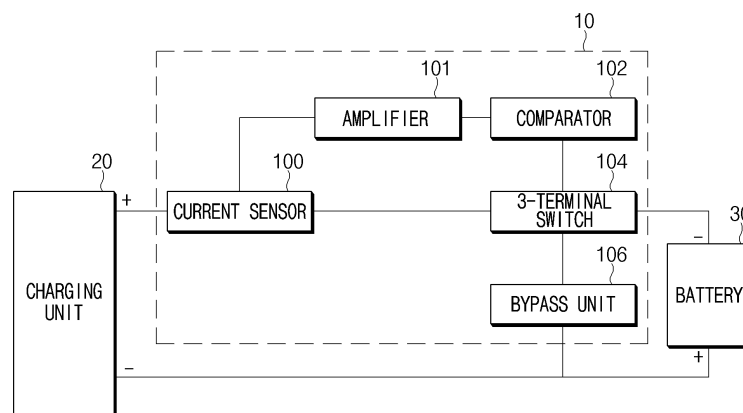 10
101
102
AMPLIFIER
COMPARATOR
20
100
104
+
CURRENT SENSOR
3-TERMINAL
SWITCH
30
-
106
CHARGING
UNIT
BYPASS UNIT
BATTERY
-
+